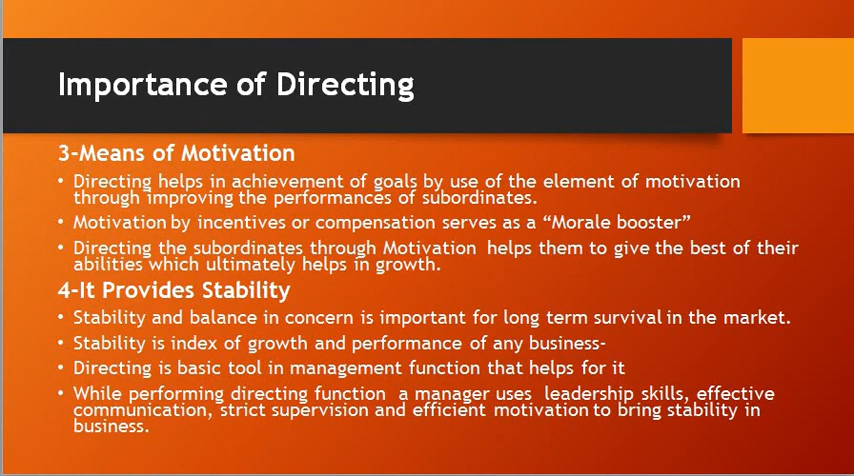 Importance of Directing
3-Means of Motivation
• Directing helps in achievement of goals by use of the element of motivation
through improving the performances of subordinates.
• Motivation by incentives or compensation serves as a “Morale booster”
• Directing the subordinates through Motivation helps them to give the best of their
abilities which ultimately helps in growth.
4-It Provides Stability
• Stability and balance in concern is important for long term survival in the market.
• Stability is index of growth and performance of any business-
• Directing is basic tool in management function that helps for it
• While performing directing function a manager uses leadership skills, effective
communication, strict supervision and efficient motivation to bring stability in
business.